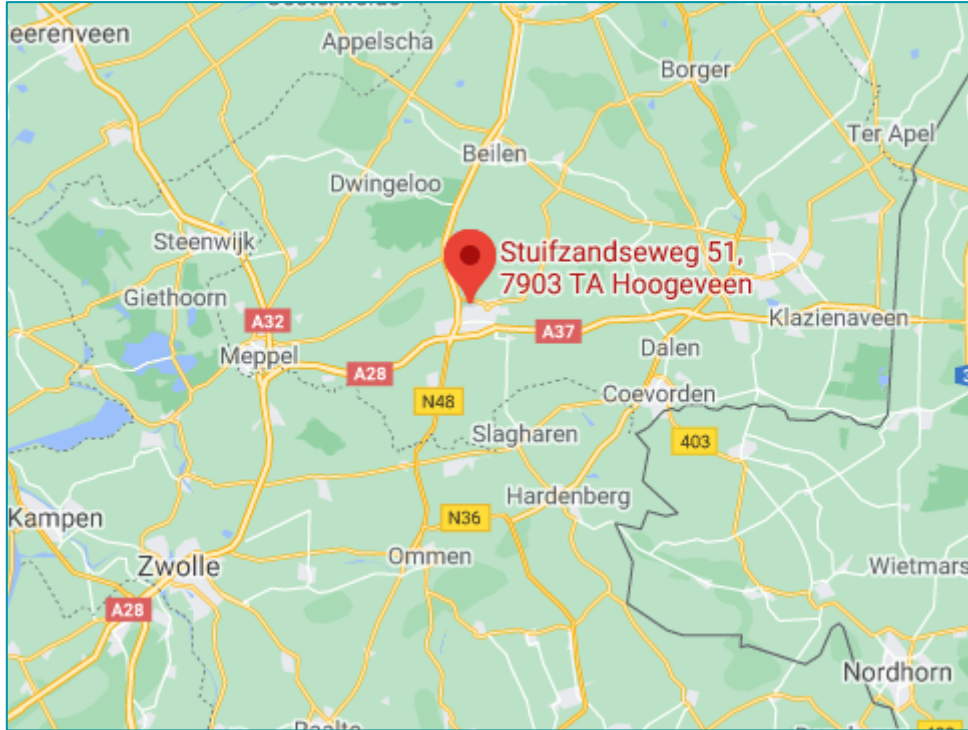 eerenveen
Appelscha
Borger
Ter Apel
Beilen
Dwingeloo
Steenwijk
Stuifzandseweg 51,
7903 TA Hoogeveen
Giethoorn
A32
A37
Klazienaveen
Meppel
A28
Dalen
N48
Coevorden
Slagharen
403
Hardenberg
Kampen
N36
Ommen
Zwolle
Wietmars
A28
Nordhorn